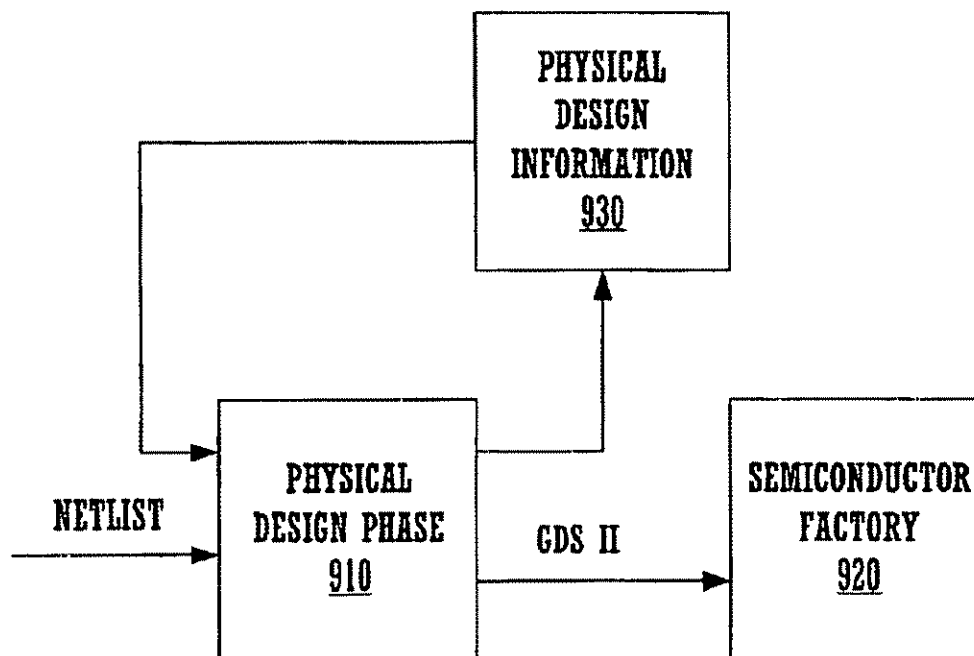 PHYSICAL
DESIGN
INFORMATION
930
NETLIST
PHYSICAL
DESIGN PHASE
910
GDS II
SEMICONDUCTOR
FACTORY
920